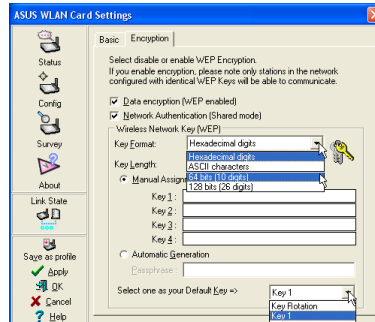 ASUS WLAN Card Settings
Status
Config
Survey
About
Link State
Save as profile
Apply
OK
Cancel
Help
Basic Encryption
Select disable or enable WEP Encryption.
If you enable encryption, please note only stations in the network
configured with identical WEP Keys will be able to communicate.
Data encryption (WEP enabled)
Network Authentication (Shared mode)
Wireless Network Key (WEP)
Key Format: Hexadecimal digits
Hexadecimal digits
ASCII characters
Key Length: 64 bits (10 digits)
128 bits (26 digits)
Manual Assign
Key 1 :
Key 2 :
Key 3 :
Key 4 :
Automatic Generation
Passphrase :
Select one as your Default Key => Key 1
Key Rotation
Key 1